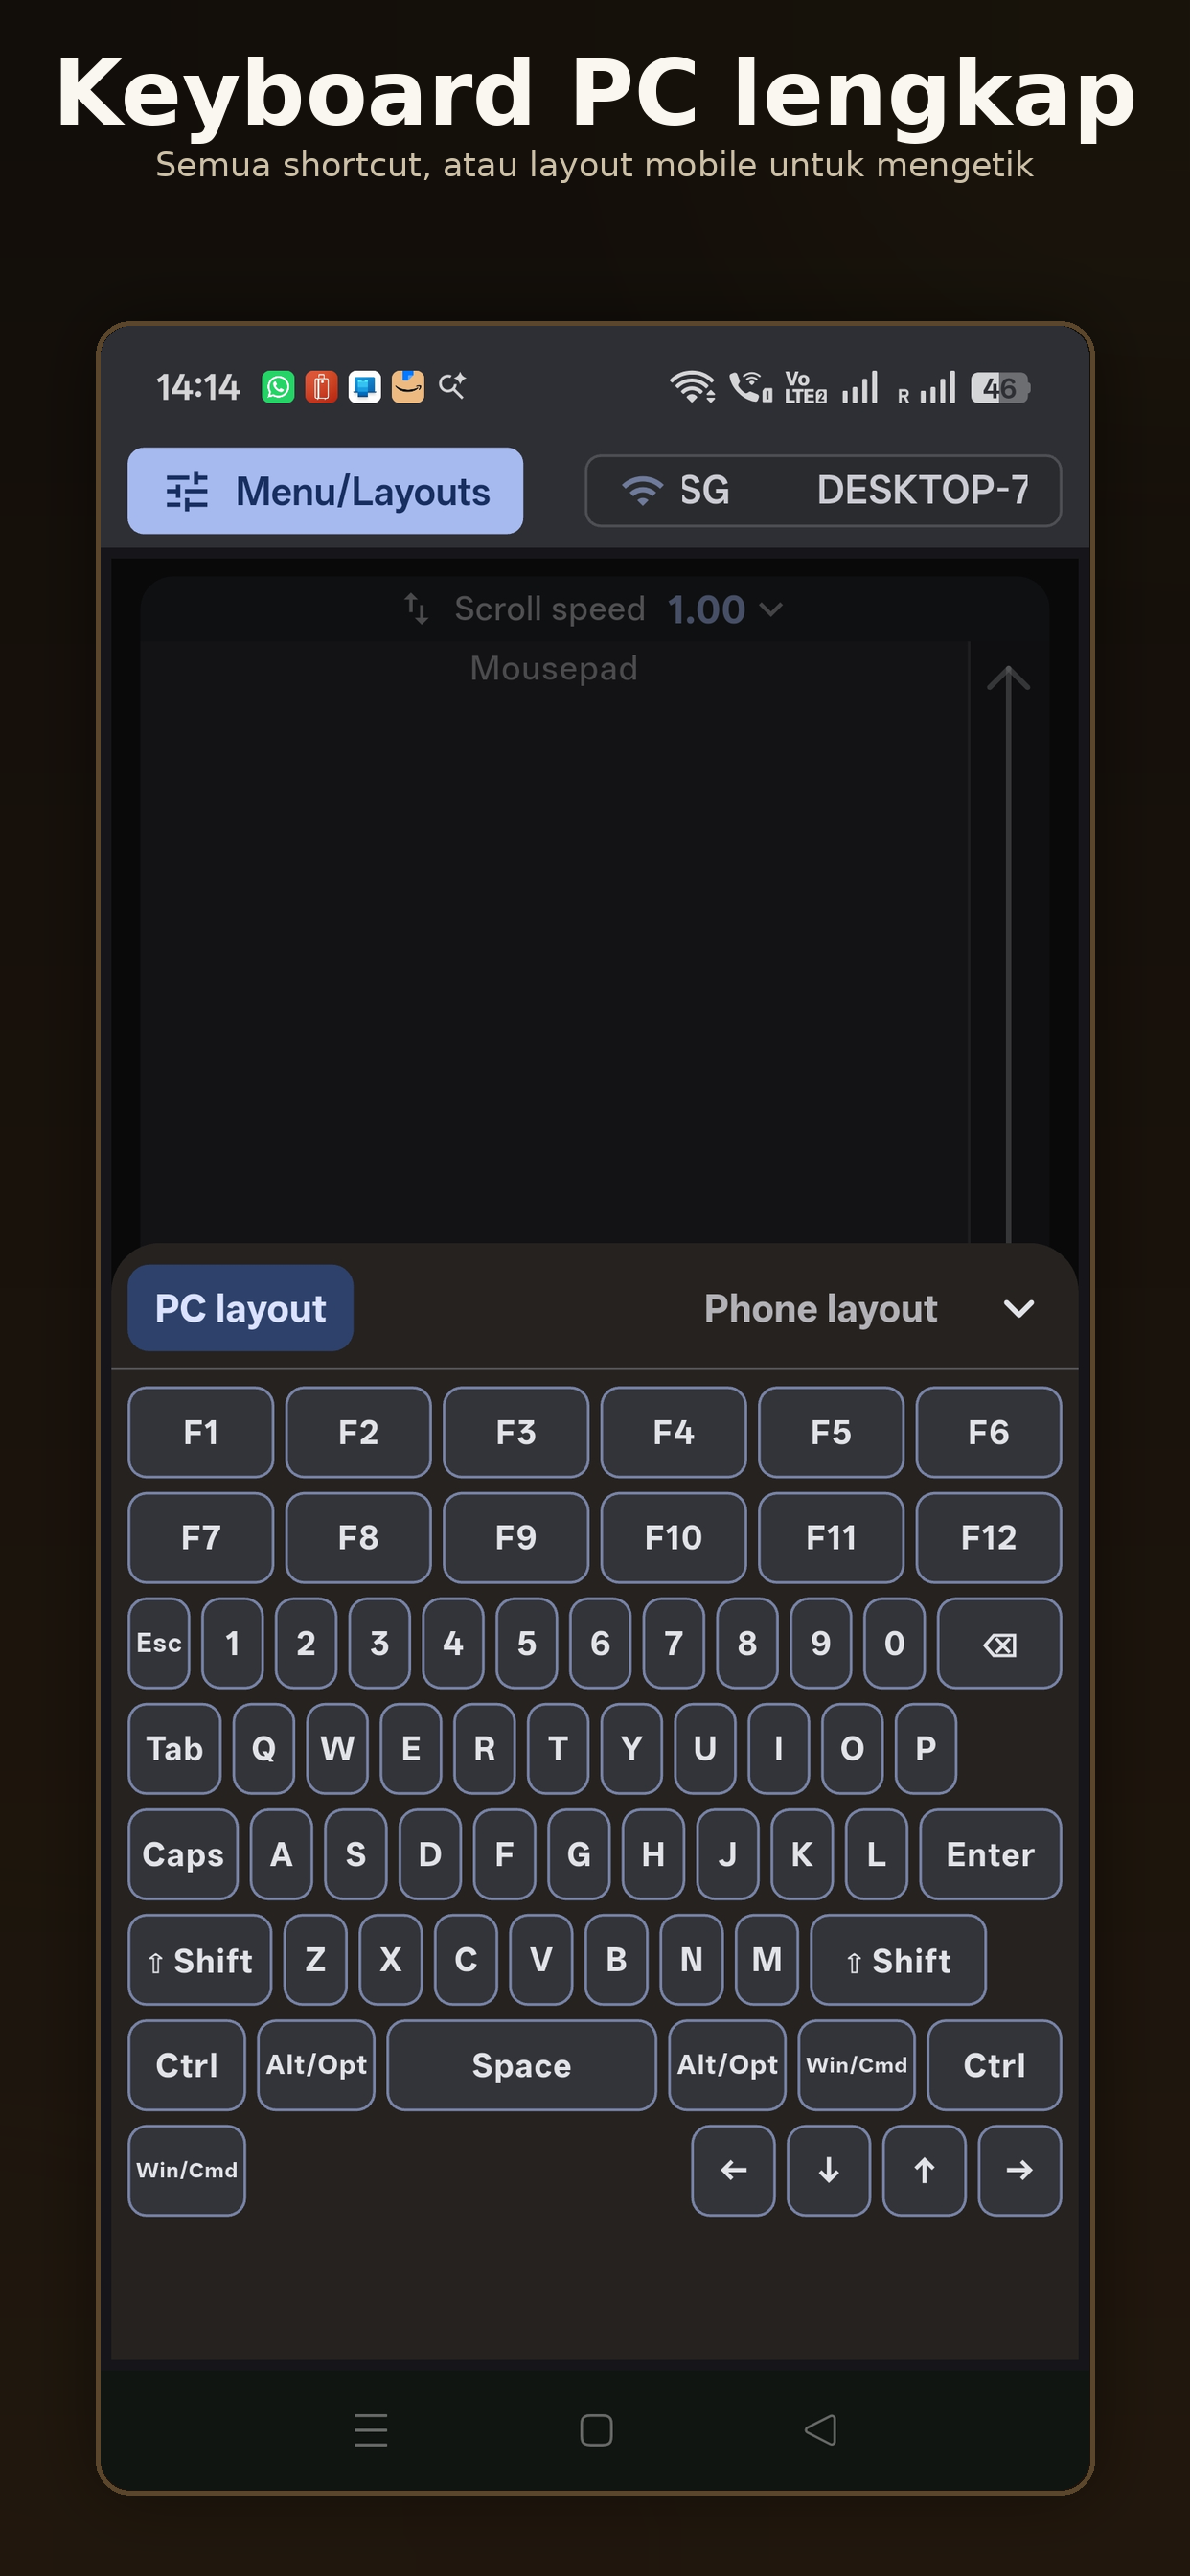 Keyboard PC lengkap
Semua shortcut, atau layout mobile untuk mengetik
14:14 Vo LTE2 R 46
Menu/Layouts SG DESKTOP-7
Scroll speed 1.00
Mousepad
PC layout Phone layout
F1 F2 F3 F4 F5 F6
F7 F8 F9 F10 F11 F12
Esc 1 2 3 4 5 6 7 8 9 0
Tab Q W E R T Y U I O P
Caps A S D F G H J K L Enter
⇧ Shift Z X C V B N M ⇧ Shift
Ctrl Alt/Opt Space Alt/Opt Win/Cmd Ctrl
Win/Cmd ← ↓ ↑ →